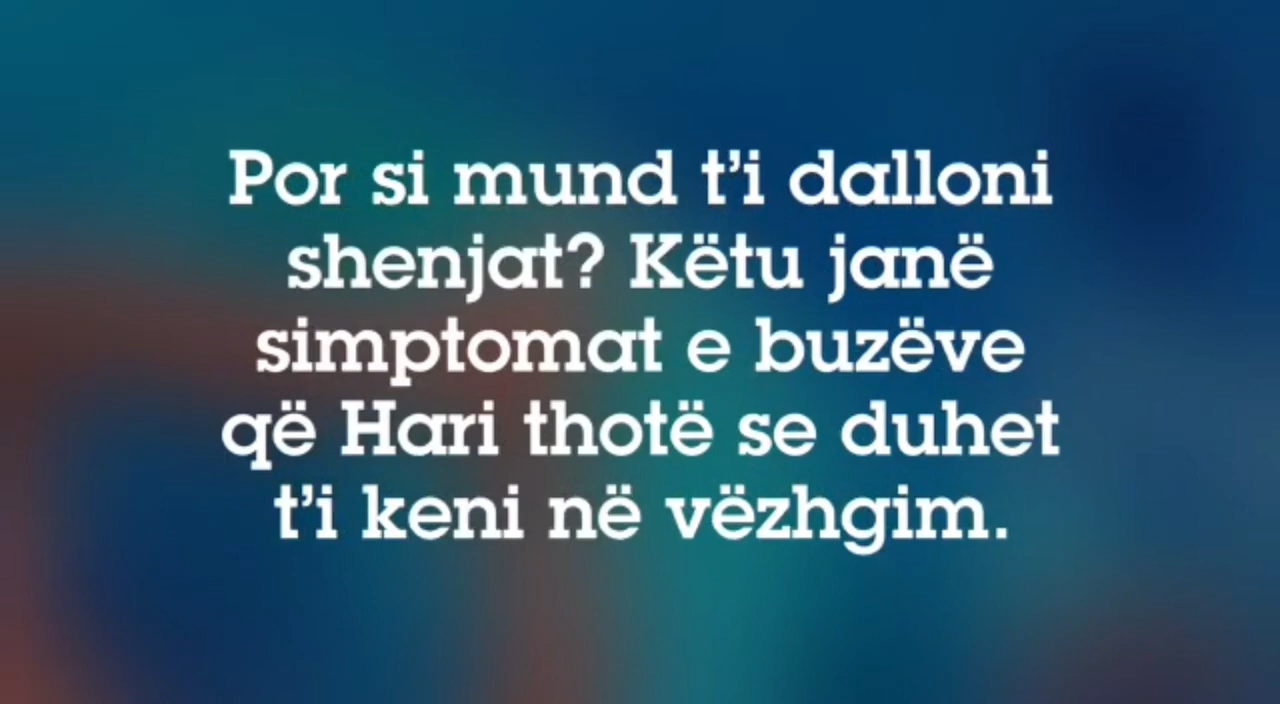 Por si mund t’i dalloni
shenjat? Këtu janë
simptomat e buzëve
që Hari thotë se duhet
t’i keni në vëzhgim.